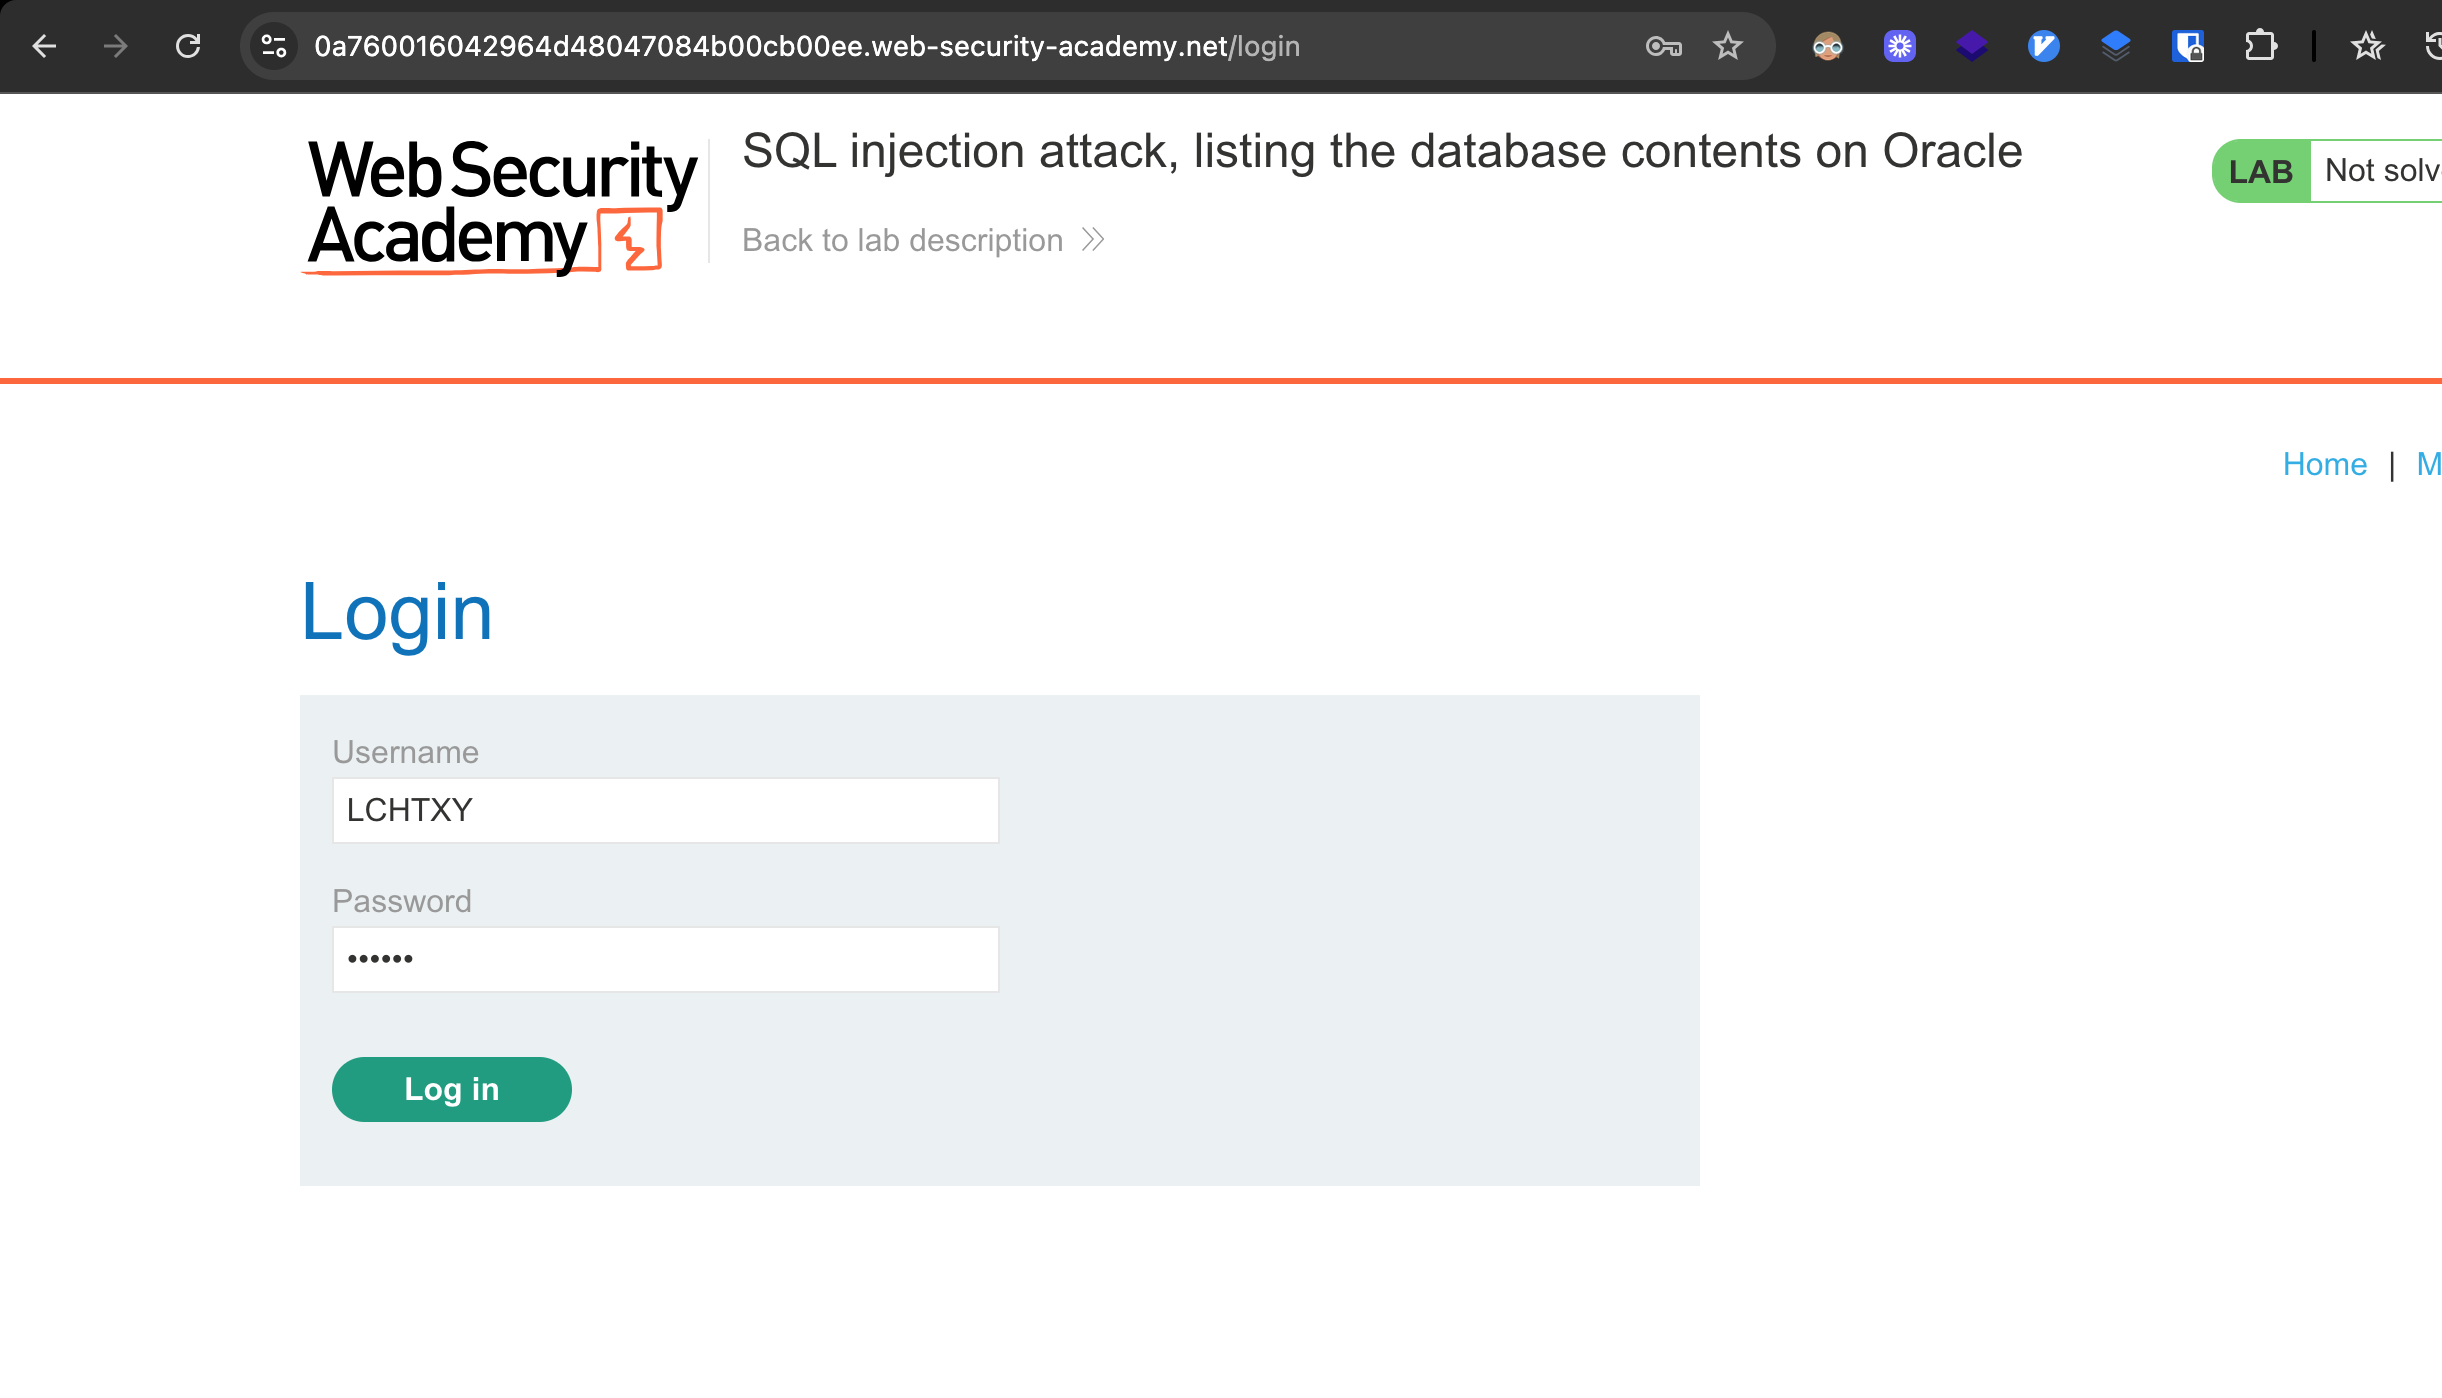 0a760016042964d48047084b00cb00ee.web-security-academy.net/login
Web Security
Academy
SQL injection attack, listing the database contents on Oracle
Back to lab description
LAB
Not solv
Home | M
Login
Username
LCHTXY
Password
••••••
Log in